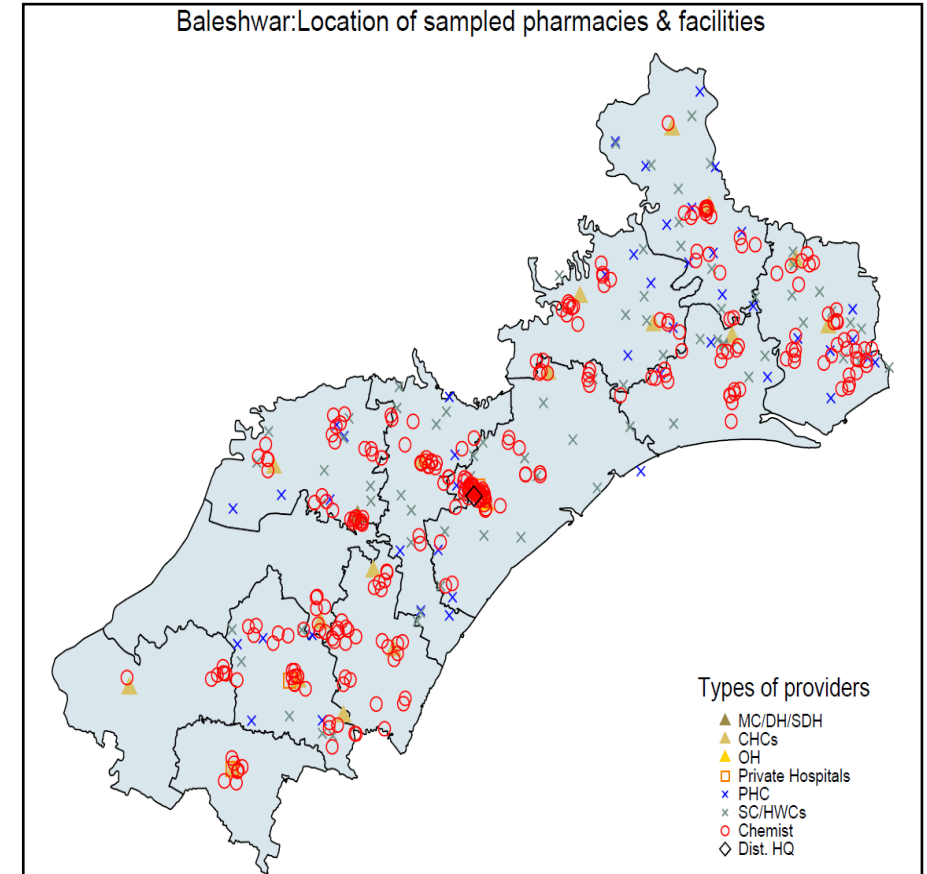 Baleshwar:Location of sampled pharmacies & facilities
Types of providers
MC/DH/SDH
CHCs
OH
Private Hospitals
PHC
SC/HWCs
Chemist
Dist. HQ